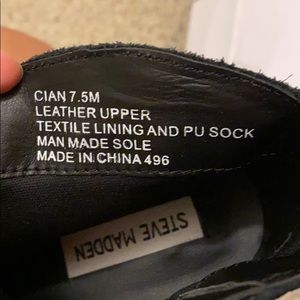 CIAN 7.5M
LEATHER UPPER
TEXTILE LINING AND PU SOCK
MAN MADE SOLE
MADE IN CHINA 496
STEVE MADDEN